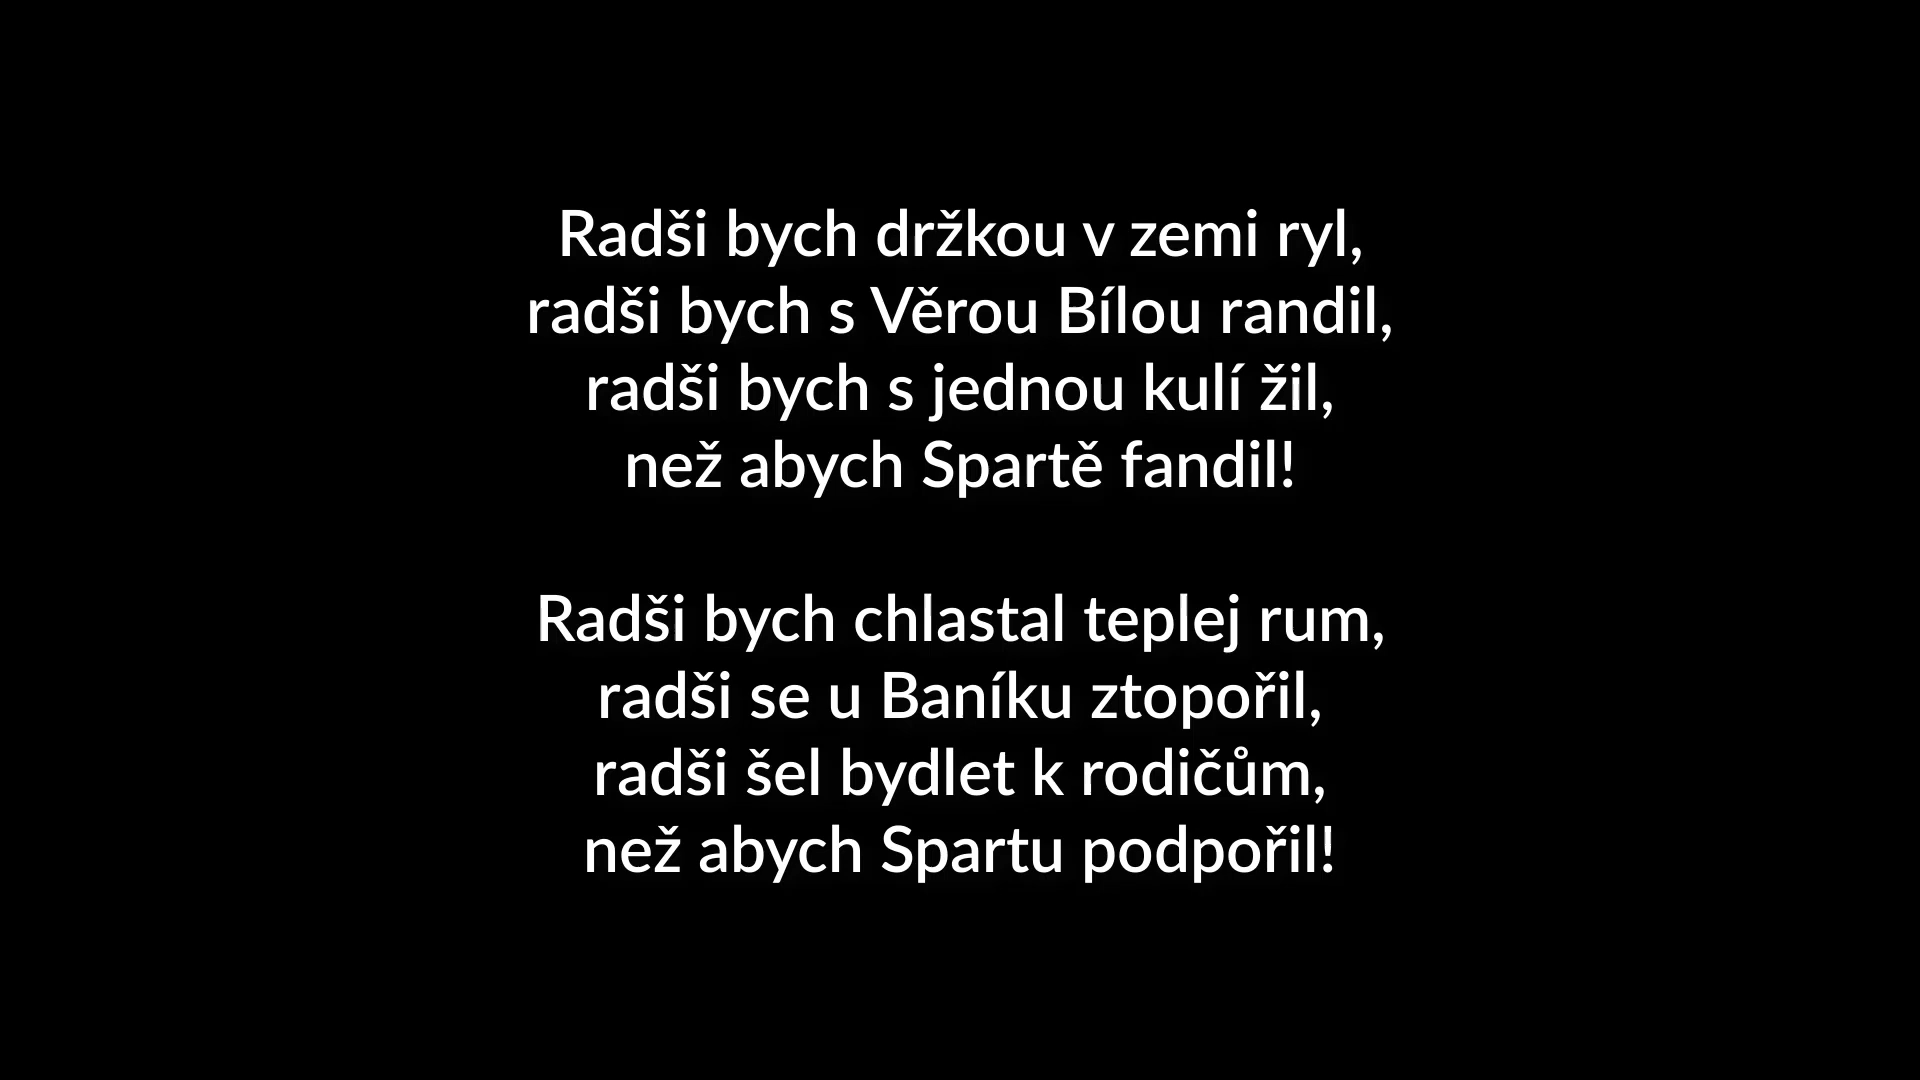 Radši bych držkou v zemi ryl,
radši bych s Věrou Bílou randil,
radši bych s jednou kulí žil,
než abych Spartě fandil!
Radši bych chlastal teplej rum,
radši se u Baníku ztopořil,
radši šel bydlet k rodičům,
než abych Spartu podpořil!